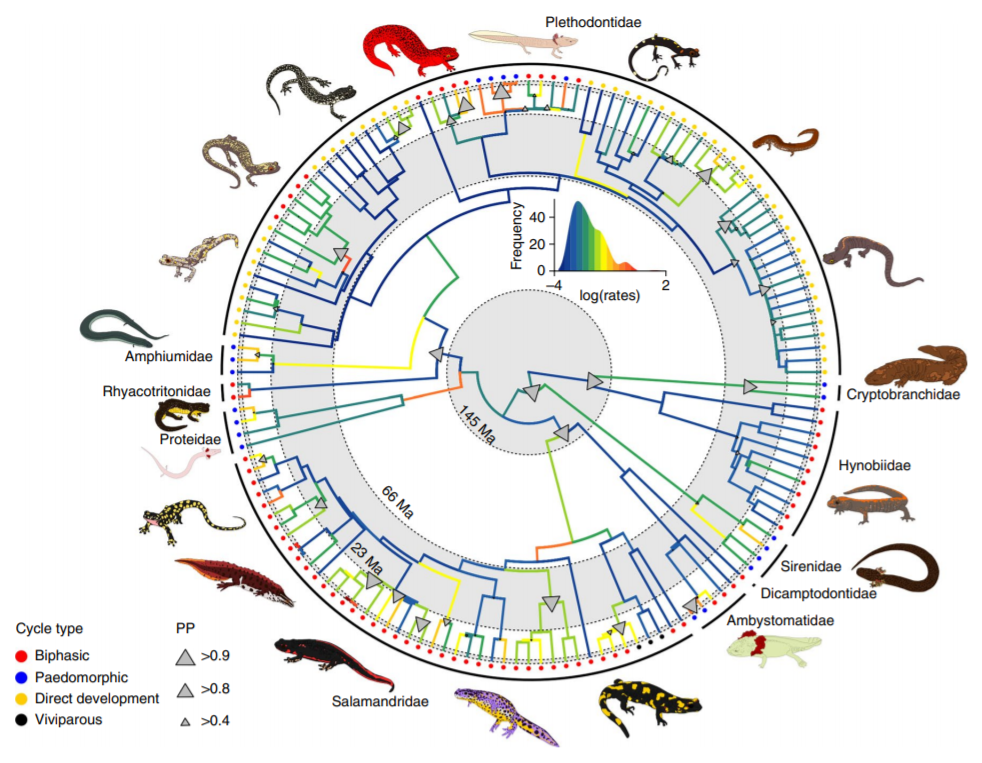 Plethodontidae
Frequency
40
20
0
−4
2
log(rates)
Amphiumidae
Rhyacotritonidae
Proteidae
Cryptobranchidae
Hynobiidae
Sirenidae
Dicamptodontidae
Ambystomatidae
Salamandridae
145 Ma
66 Ma
23 Ma
Cycle type
Biphasic
Paedomorphic
Direct development
Viviparous
PP
>0.9
>0.8
>0.4